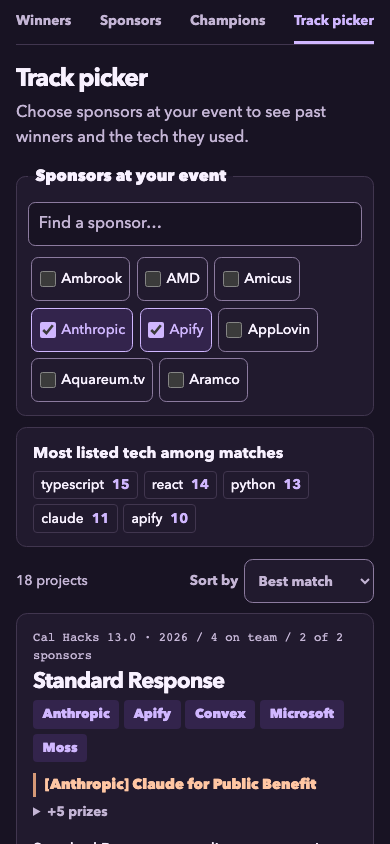 Winners Sponsors Champions Track picker
Track picker
Choose sponsors at your event to see past
winners and the tech they used.
Sponsors at your event
Find a sponsor...
Ambrook AMD Amicus
Anthropic Apify AppLovin
Aquareum.tv Aramco
Most listed tech among matches
typescript 15 react 14 python 13
claude 11 apify 10
18 projects Sort by Best match
Cal Hacks 13.0 · 2026 / 4 on team / 2 of 2
sponsors
Standard Response
Anthropic Apify Convex Microsoft
Moss
[Anthropic] Claude for Public Benefit
+5 prizes